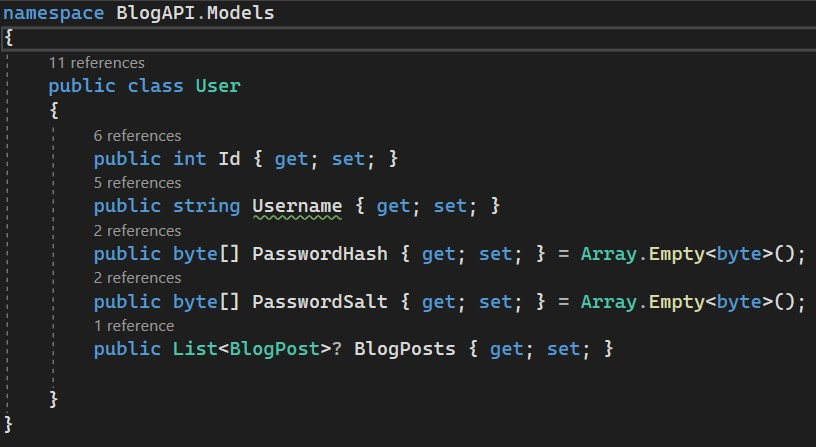 namespace BlogAPI.Models
{
11 references
public class User
{
6 references
public int Id { get; set; }
5 references
public string Username { get; set; }
2 references
public byte[] PasswordHash { get; set; } = Array.Empty<byte>();
2 references
public byte[] PasswordSalt { get; set; } = Array.Empty<byte>();
1 reference
public List<BlogPost>? BlogPosts { get; set; }
}
}